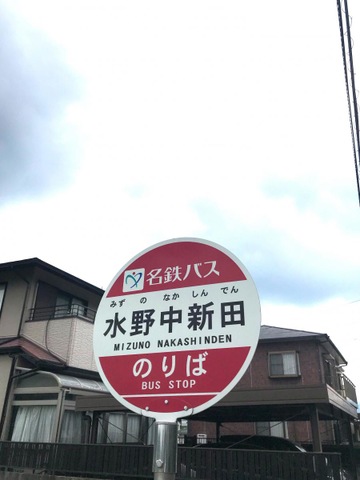 名鉄バス
みず の なか しん でん
水野中新田
MIZUNO NAKASHINDEN
のりば
BUS STOP